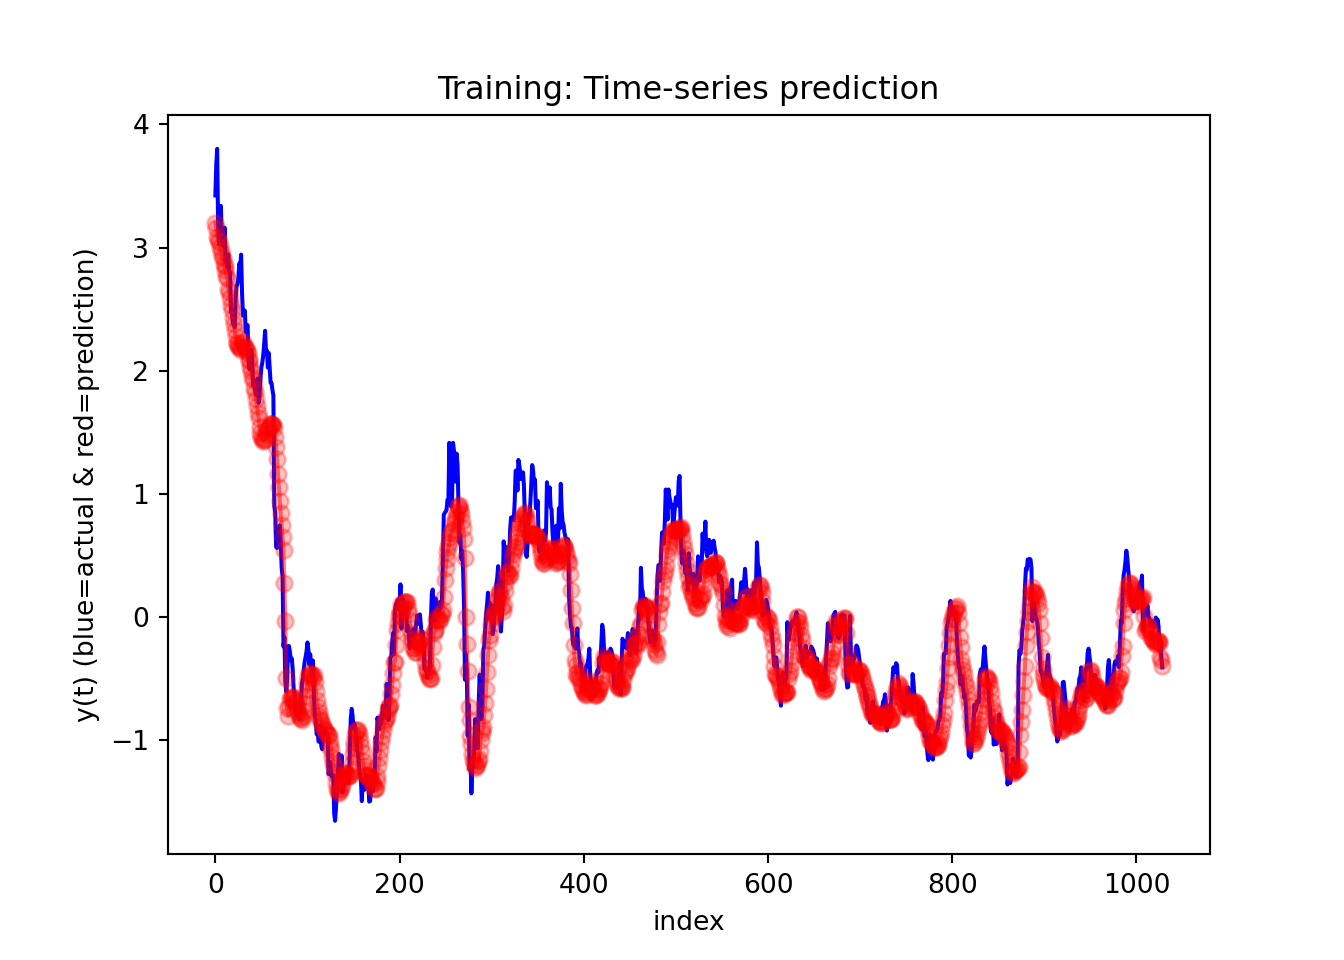 Training: Time-series prediction
y(t) (blue=actual & red=prediction)
4
3
2
1
0
−1
0 200 400 600 800 1000
index